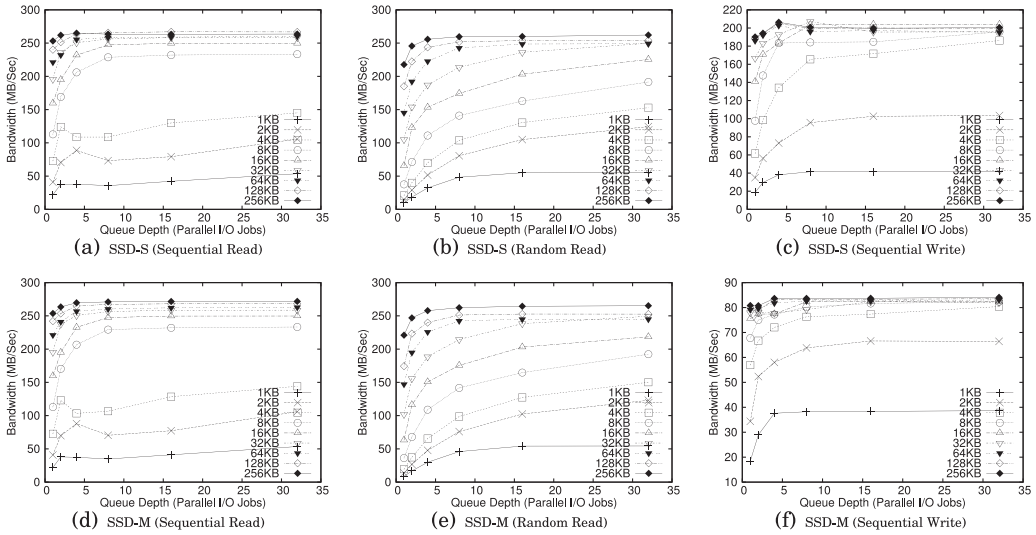 Bandwidth (MB/Sec)
300
250
200
150
100
50
0
1KB
2KB
4KB
8KB
16KB
32KB
64KB
128KB
256KB
0 5 10 15 20 25 30 35
Queue Depth (Parallel I/O Jobs)
(a) SSD-S (Sequential Read)
Bandwidth (MB/Sec)
300
250
200
150
100
50
0
1KB
2KB
4KB
8KB
16KB
32KB
64KB
128KB
256KB
0 5 10 15 20 25 30 35
Queue Depth (Parallel I/O Jobs)
(b) SSD-S (Random Read)
Bandwidth (MB/Sec)
220
200
180
160
140
120
100
80
60
40
20
0
1KB
2KB
4KB
8KB
16KB
32KB
64KB
128KB
256KB
0 5 10 15 20 25 30 35
Queue Depth (Parallel I/O Jobs)
(c) SSD-S (Sequential Write)
Bandwidth (MB/Sec)
300
250
200
150
100
50
0
1KB
2KB
4KB
8KB
16KB
32KB
64KB
128KB
256KB
0 5 10 15 20 25 30 35
Queue Depth (Parallel I/O Jobs)
(d) SSD-M (Sequential Read)
Bandwidth (MB/Sec)
300
250
200
150
100
50
0
1KB
2KB
4KB
8KB
16KB
32KB
64KB
128KB
256KB
0 5 10 15 20 25 30 35
Queue Depth (Parallel I/O Jobs)
(e) SSD-M (Random Read)
Bandwidth (MB/Sec)
90
80
70
60
50
40
30
20
10
1KB
2KB
4KB
8KB
16KB
32KB
64KB
128KB
256KB
0 5 10 15 20 25 30 35
Queue Depth (Parallel I/O Jobs)
(f) SSD-M (Sequential Write)